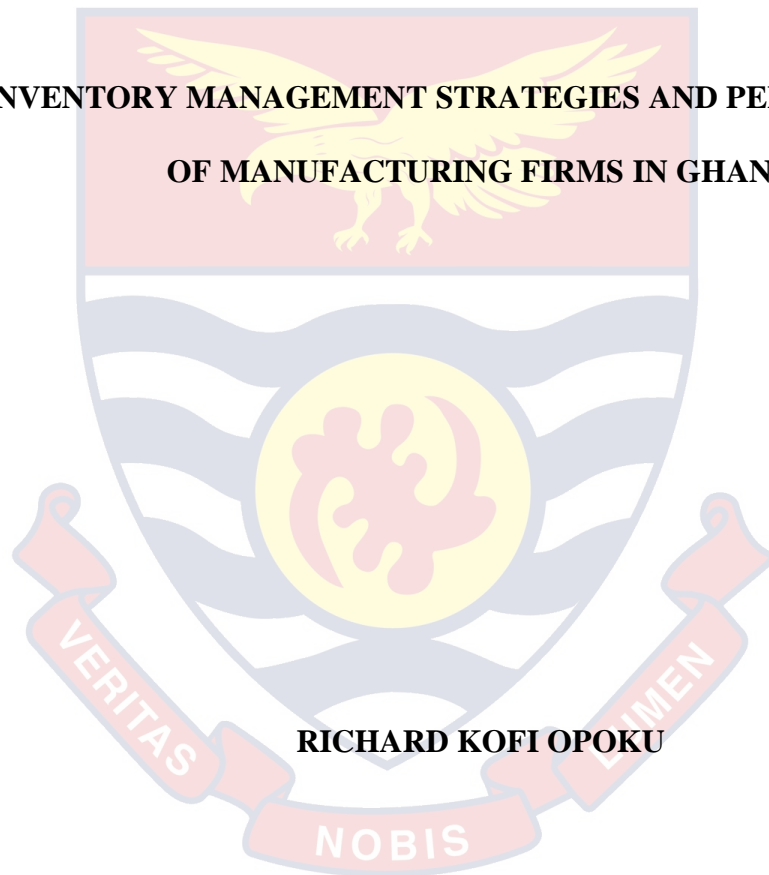 NVENTORY MANAGEMENT STRATEGIES AND PE
OF MANUFACTURING FIRMS IN GHAN
RICHARD KOFI OPOKU
VERITAS
NOBIS
LUMEN